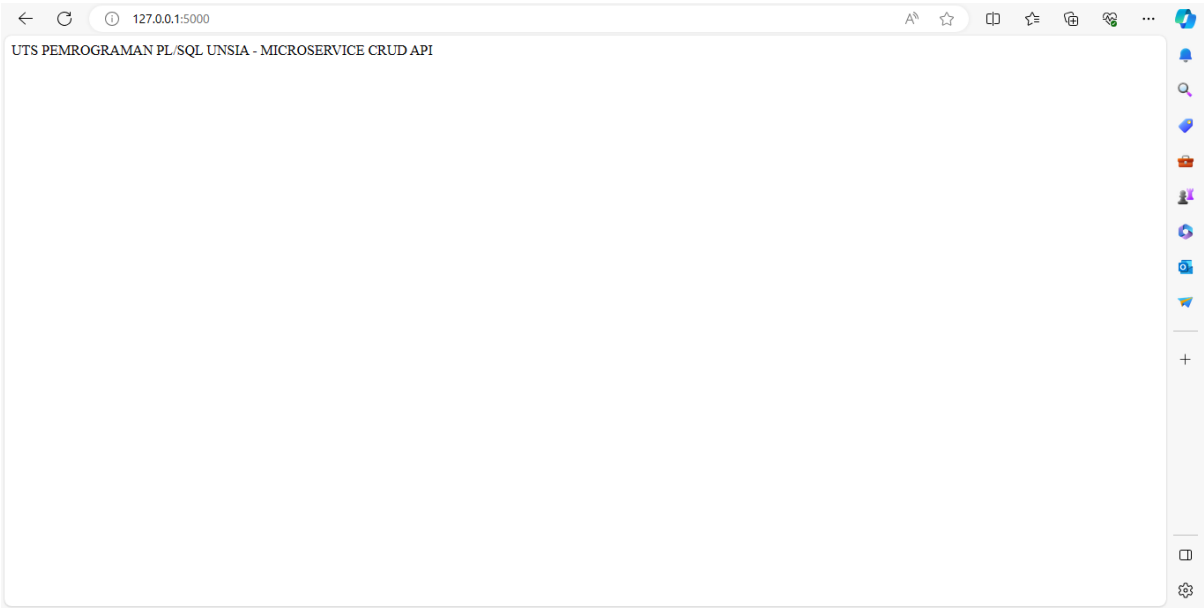 127.0.0.1:5000
UTS PEMROGRAMAN PL/SQL UNSIA - MICROSERVICE CRUD API